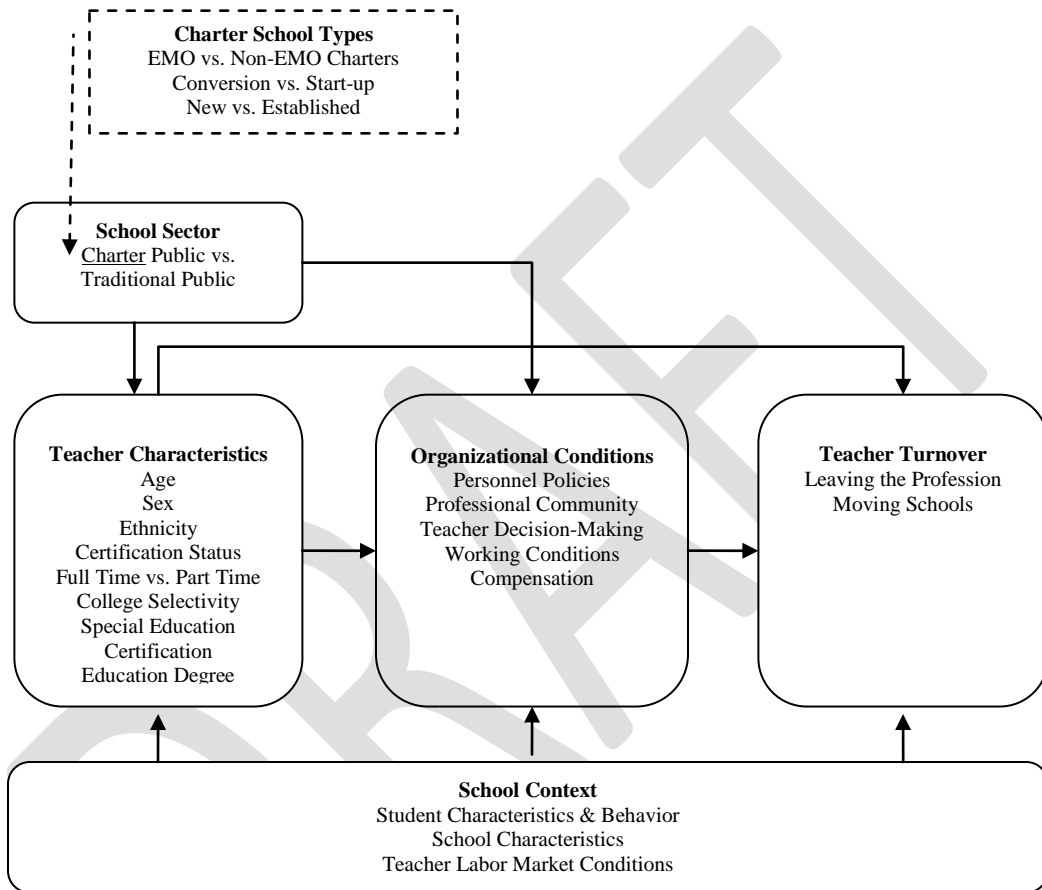 Charter School Types
EMO vs. Non-EMO Charters
Conversion vs. Start-up
New vs. Established
School Sector
Charter Public vs.
Traditional Public
Teacher Characteristics
Age
Sex
Ethnicity
Certification Status
Full Time vs. Part Time
College Selectivity
Special Education
Certification
Education Degree
Organizational Conditions
Personnel Policies
Professional Community
Teacher Decision-Making
Working Conditions
Compensation
Teacher Turnover
Leaving the Profession
Moving Schools
School Context
Student Characteristics & Behavior
School Characteristics
Teacher Labor Market Conditions
DRAFT